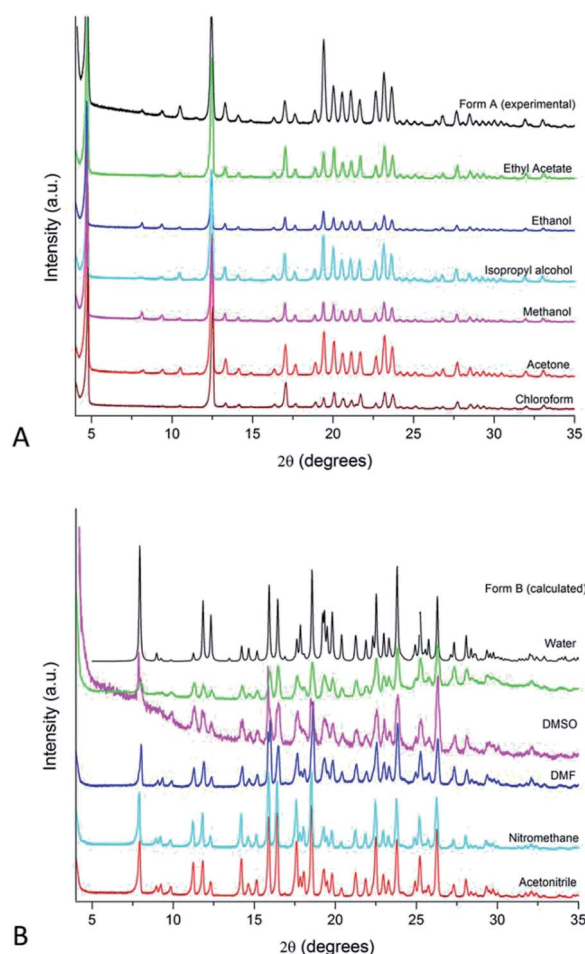 Form A (experimental)
Ethyl Acetate
Ethanol
Isopropyl alcohol
Methanol
Acetone
Chloroform
Intensity (a.u.)
5 10 15 20 25 30 35
2θ (degrees)
A
Form B (calculated)
Water
DMSO
DMF
Nitromethane
Acetonitrile
Intensity (a.u.)
5 10 15 20 25 30 35
2θ (degrees)
B